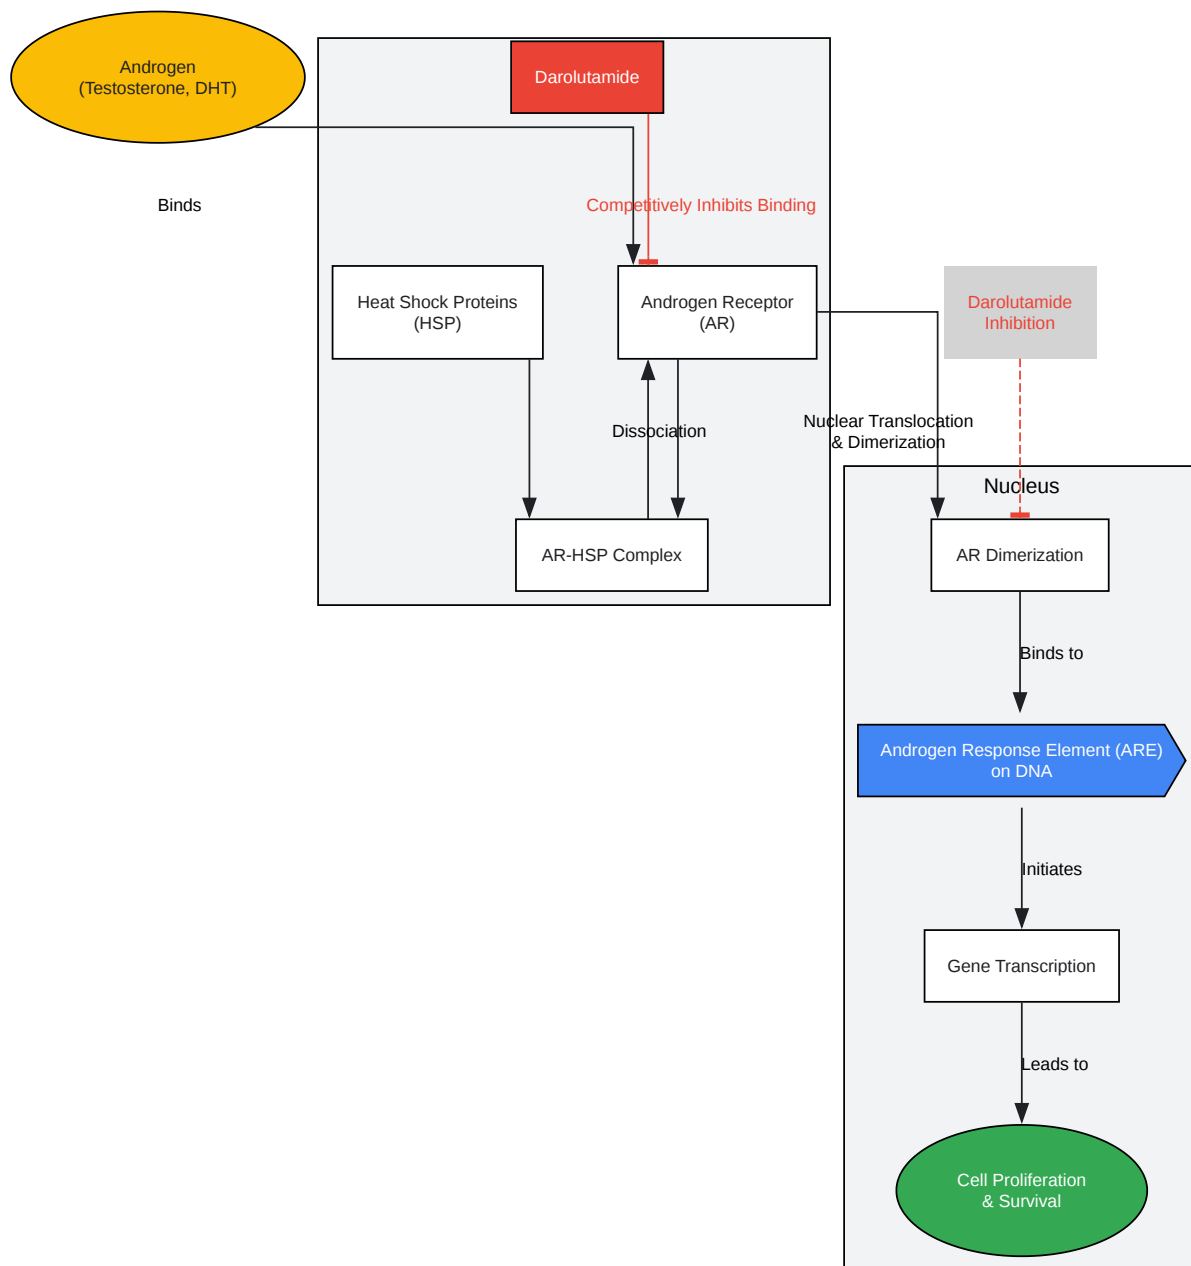 Androgen
(Testosterone, DHT)
Darolutamide
Binds
Competitively Inhibits Binding
Heat Shock Proteins
(HSP)
Androgen Receptor
(AR)
Darolutamide
Inhibition
Dissociation
Nuclear Translocation
& Dimerization
Nucleus
AR-HSP Complex
AR Dimerization
Binds to
Androgen Response Element (ARE)
on DNA
Initiates
Gene Transcription
Leads to
Cell Proliferation
& Survival